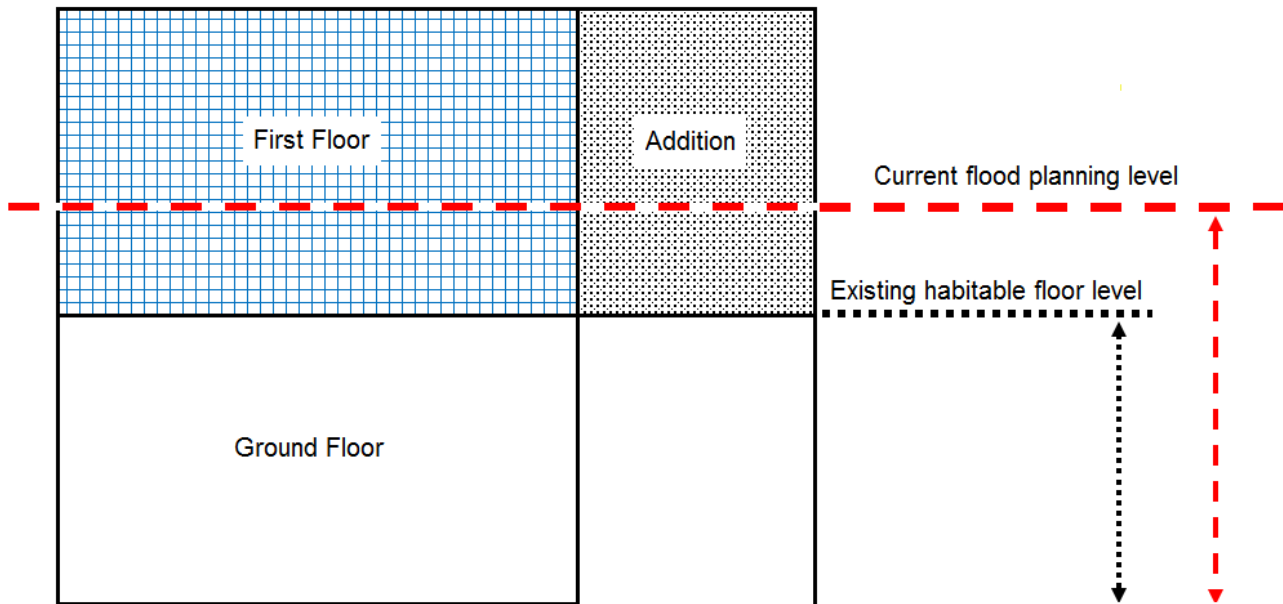 First Floor
Addition
Current flood planning level
Existing habitable floor level
Ground Floor